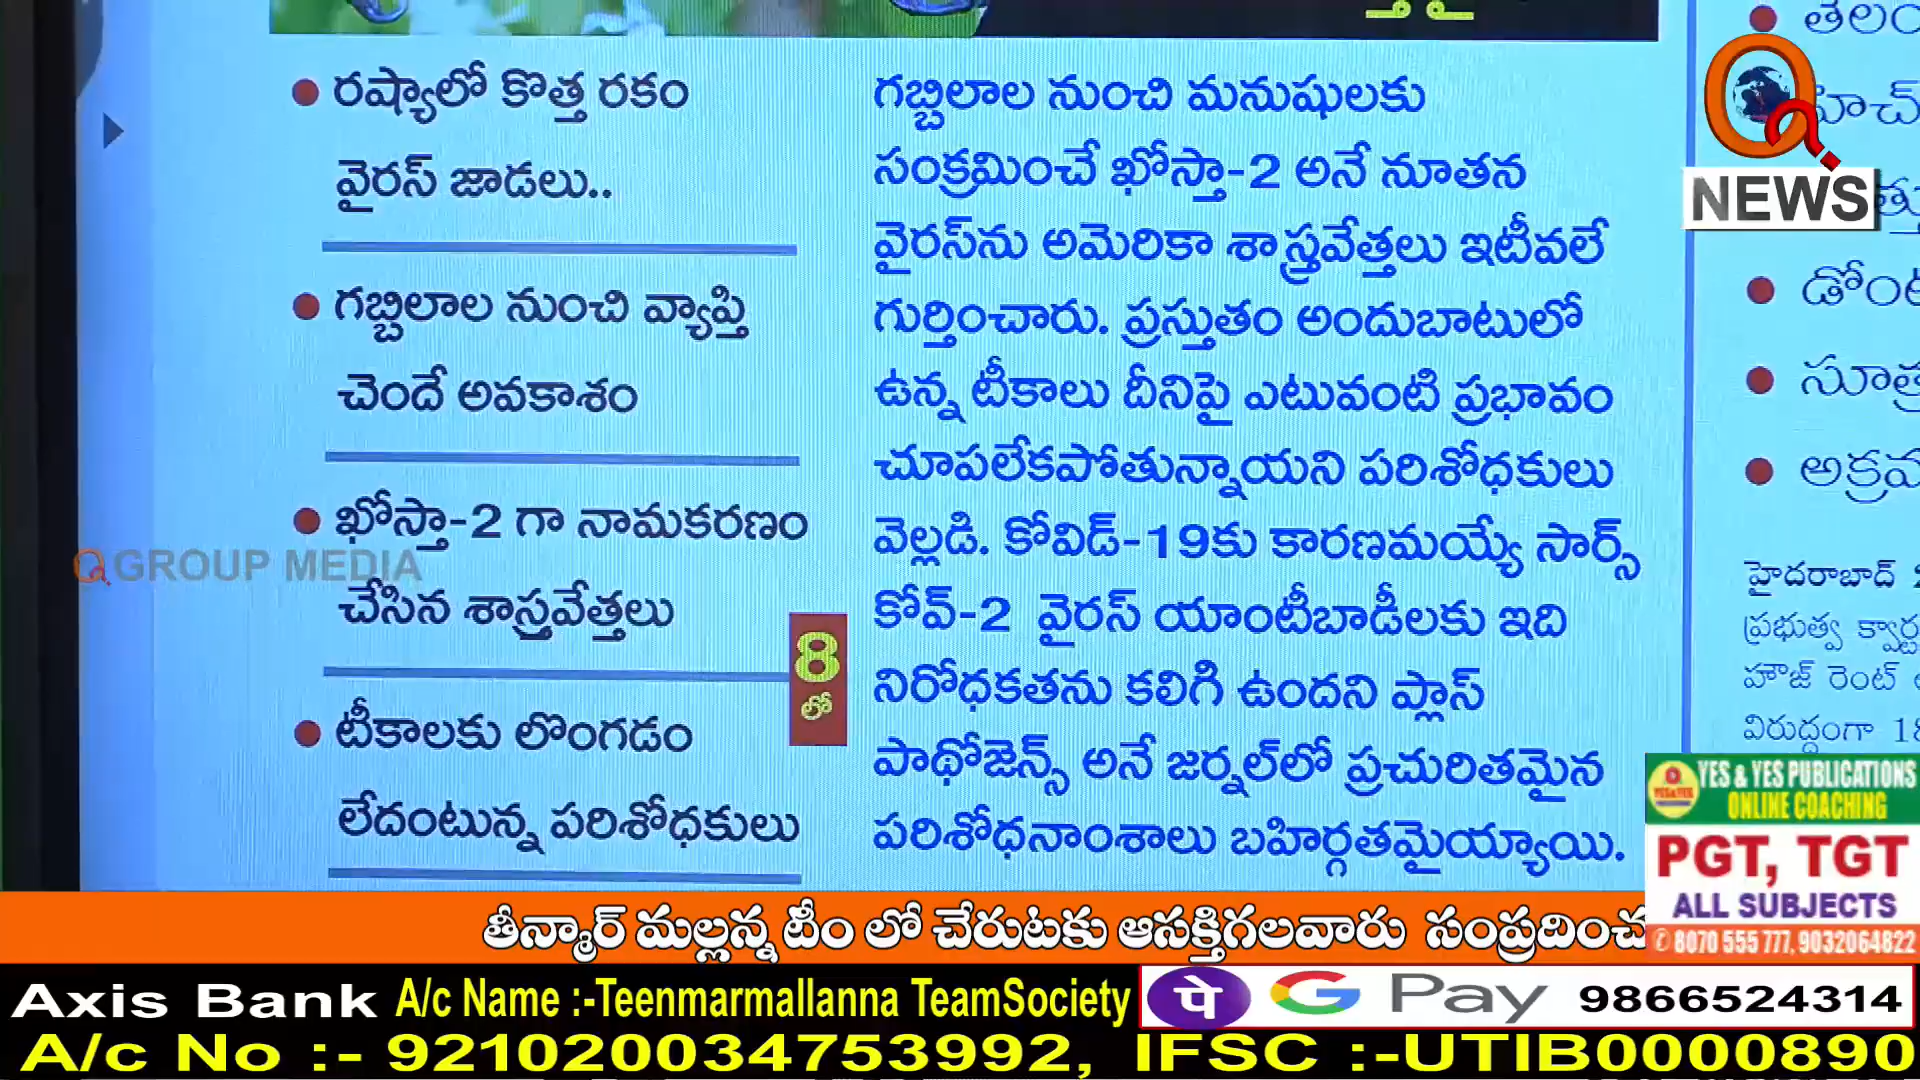 రష్యాలో కొత్త రకం
వైరస్ జాడలు..
గబ్బిలాల నుంచి వ్యాప్తి
చెందే అవకాశం
ఖోస్తా-2 గా నామకరణం
చేసిన శాస్త్రవేత్తలు
టీకాలకు లొంగడం
లేదంటున్న పరిశోధకులు
8
లో
గబ్బిలాల నుంచి మనుషులకు
సంక్రమించే ఖోస్తా-2 అనే నూతన
వైరస్‌ను అమెరికా శాస్త్రవేత్తలు ఇటీవలే
గుర్తించారు. ప్రస్తుతం అందుబాటులో
ఉన్న టీకాలు దీనిపై ఎటువంటి ప్రభావం
చూపలేకపోతున్నాయని పరిశోధకులు
వెల్లడి. కోవిడ్-19కు కారణమయ్యే సార్స్
కోవ్-2 వైరస్ యాంటీబాడీలకు ఇది
నిరోధకతను కలిగి ఉందని ప్లాస్
పాథోజెన్స్ అనే జర్నల్‌లో ప్రచురితమైన
పరిశోధనాంశాలు బహిర్గతమైయ్యాయి.
హైదరాబాద్
ప్రభుత్వ
హౌజ్ రెంట్
విరుద్ధంగా
Q NEWS
Q GROUP MEDIA
YES & YES PUBLICATIONS
ONLINE COACHING
PGT, TGT
ALL SUBJECTS
8070 555 777, 9032064822
తీన్మార్ మల్లన్న టీం లో చేరుటకు ఆసక్తిగలవారు సంప్రదించ
Axis Bank A/c Name :-Teenmarmallanna TeamSociety
पे G Pay 9866524314
A/c No :- 921020034753992, IFSC :-UTIB0000890